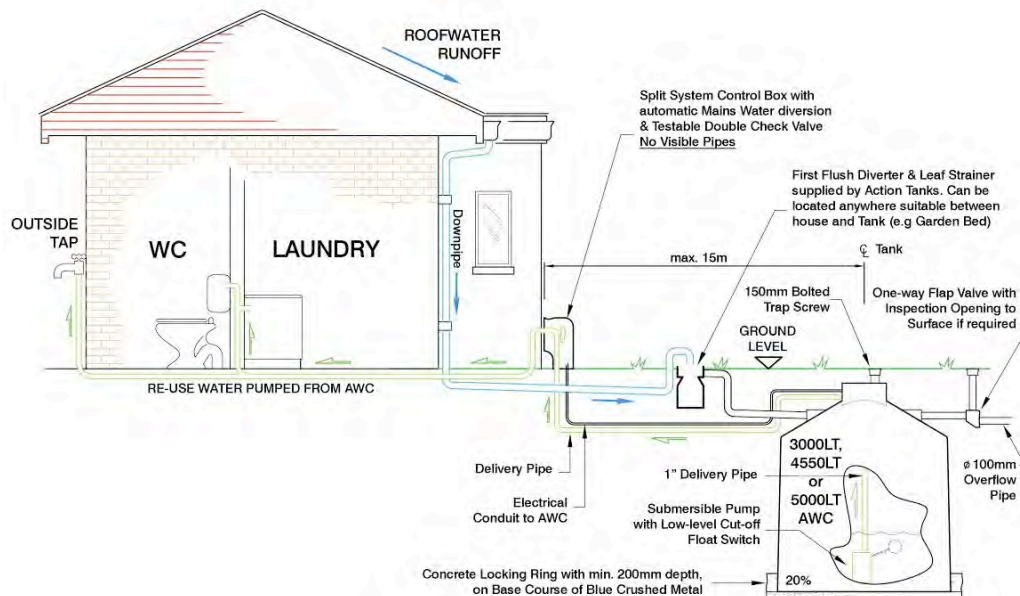 ROOFWATER
RUNOFF
Split System Control Box with
automatic Mains Water diversion
& Testable Double Check Valve
No Visible Pipes
First Flush Diverter & Leaf Strainer
supplied by Action Tanks. Can be
located anywhere suitable between
house and Tank (e.g Garden Bed)
OUTSIDE
TAP
WC
LAUNDRY
Downpipe
max. 15m
℄ Tank
150mm Bolted
Trap Screw
One-way Flap Valve with
Inspection Opening to
Surface if required
GROUND
LEVEL
RE-USE WATER PUMPED FROM AWC
Delivery Pipe
Electrical
Conduit to AWC
1" Delivery Pipe
Submersible Pump
with Low-level Cut-off
Float Switch
3000LT,
4550LT
or
5000LT
AWC
ø 100mm
Overflow
Pipe
Concrete Locking Ring with min. 200mm depth,
on Base Course of Blue Crushed Metal
20%